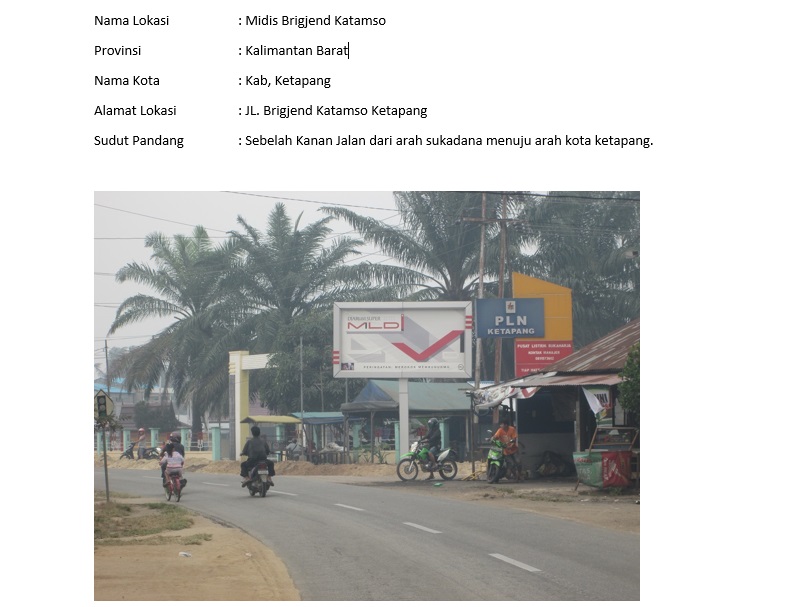 Nama Lokasi : Midis Brigjend Katamso
Provinsi : Kalimantan Barat
Nama Kota : Kab, Ketapang
Alamat Lokasi : JL. Brigjend Katamso Ketapang
Sudut Pandang : Sebelah Kanan Jalan dari arah sukadana menuju arah kota ketapang.
MLD
PLN
KETAPANG